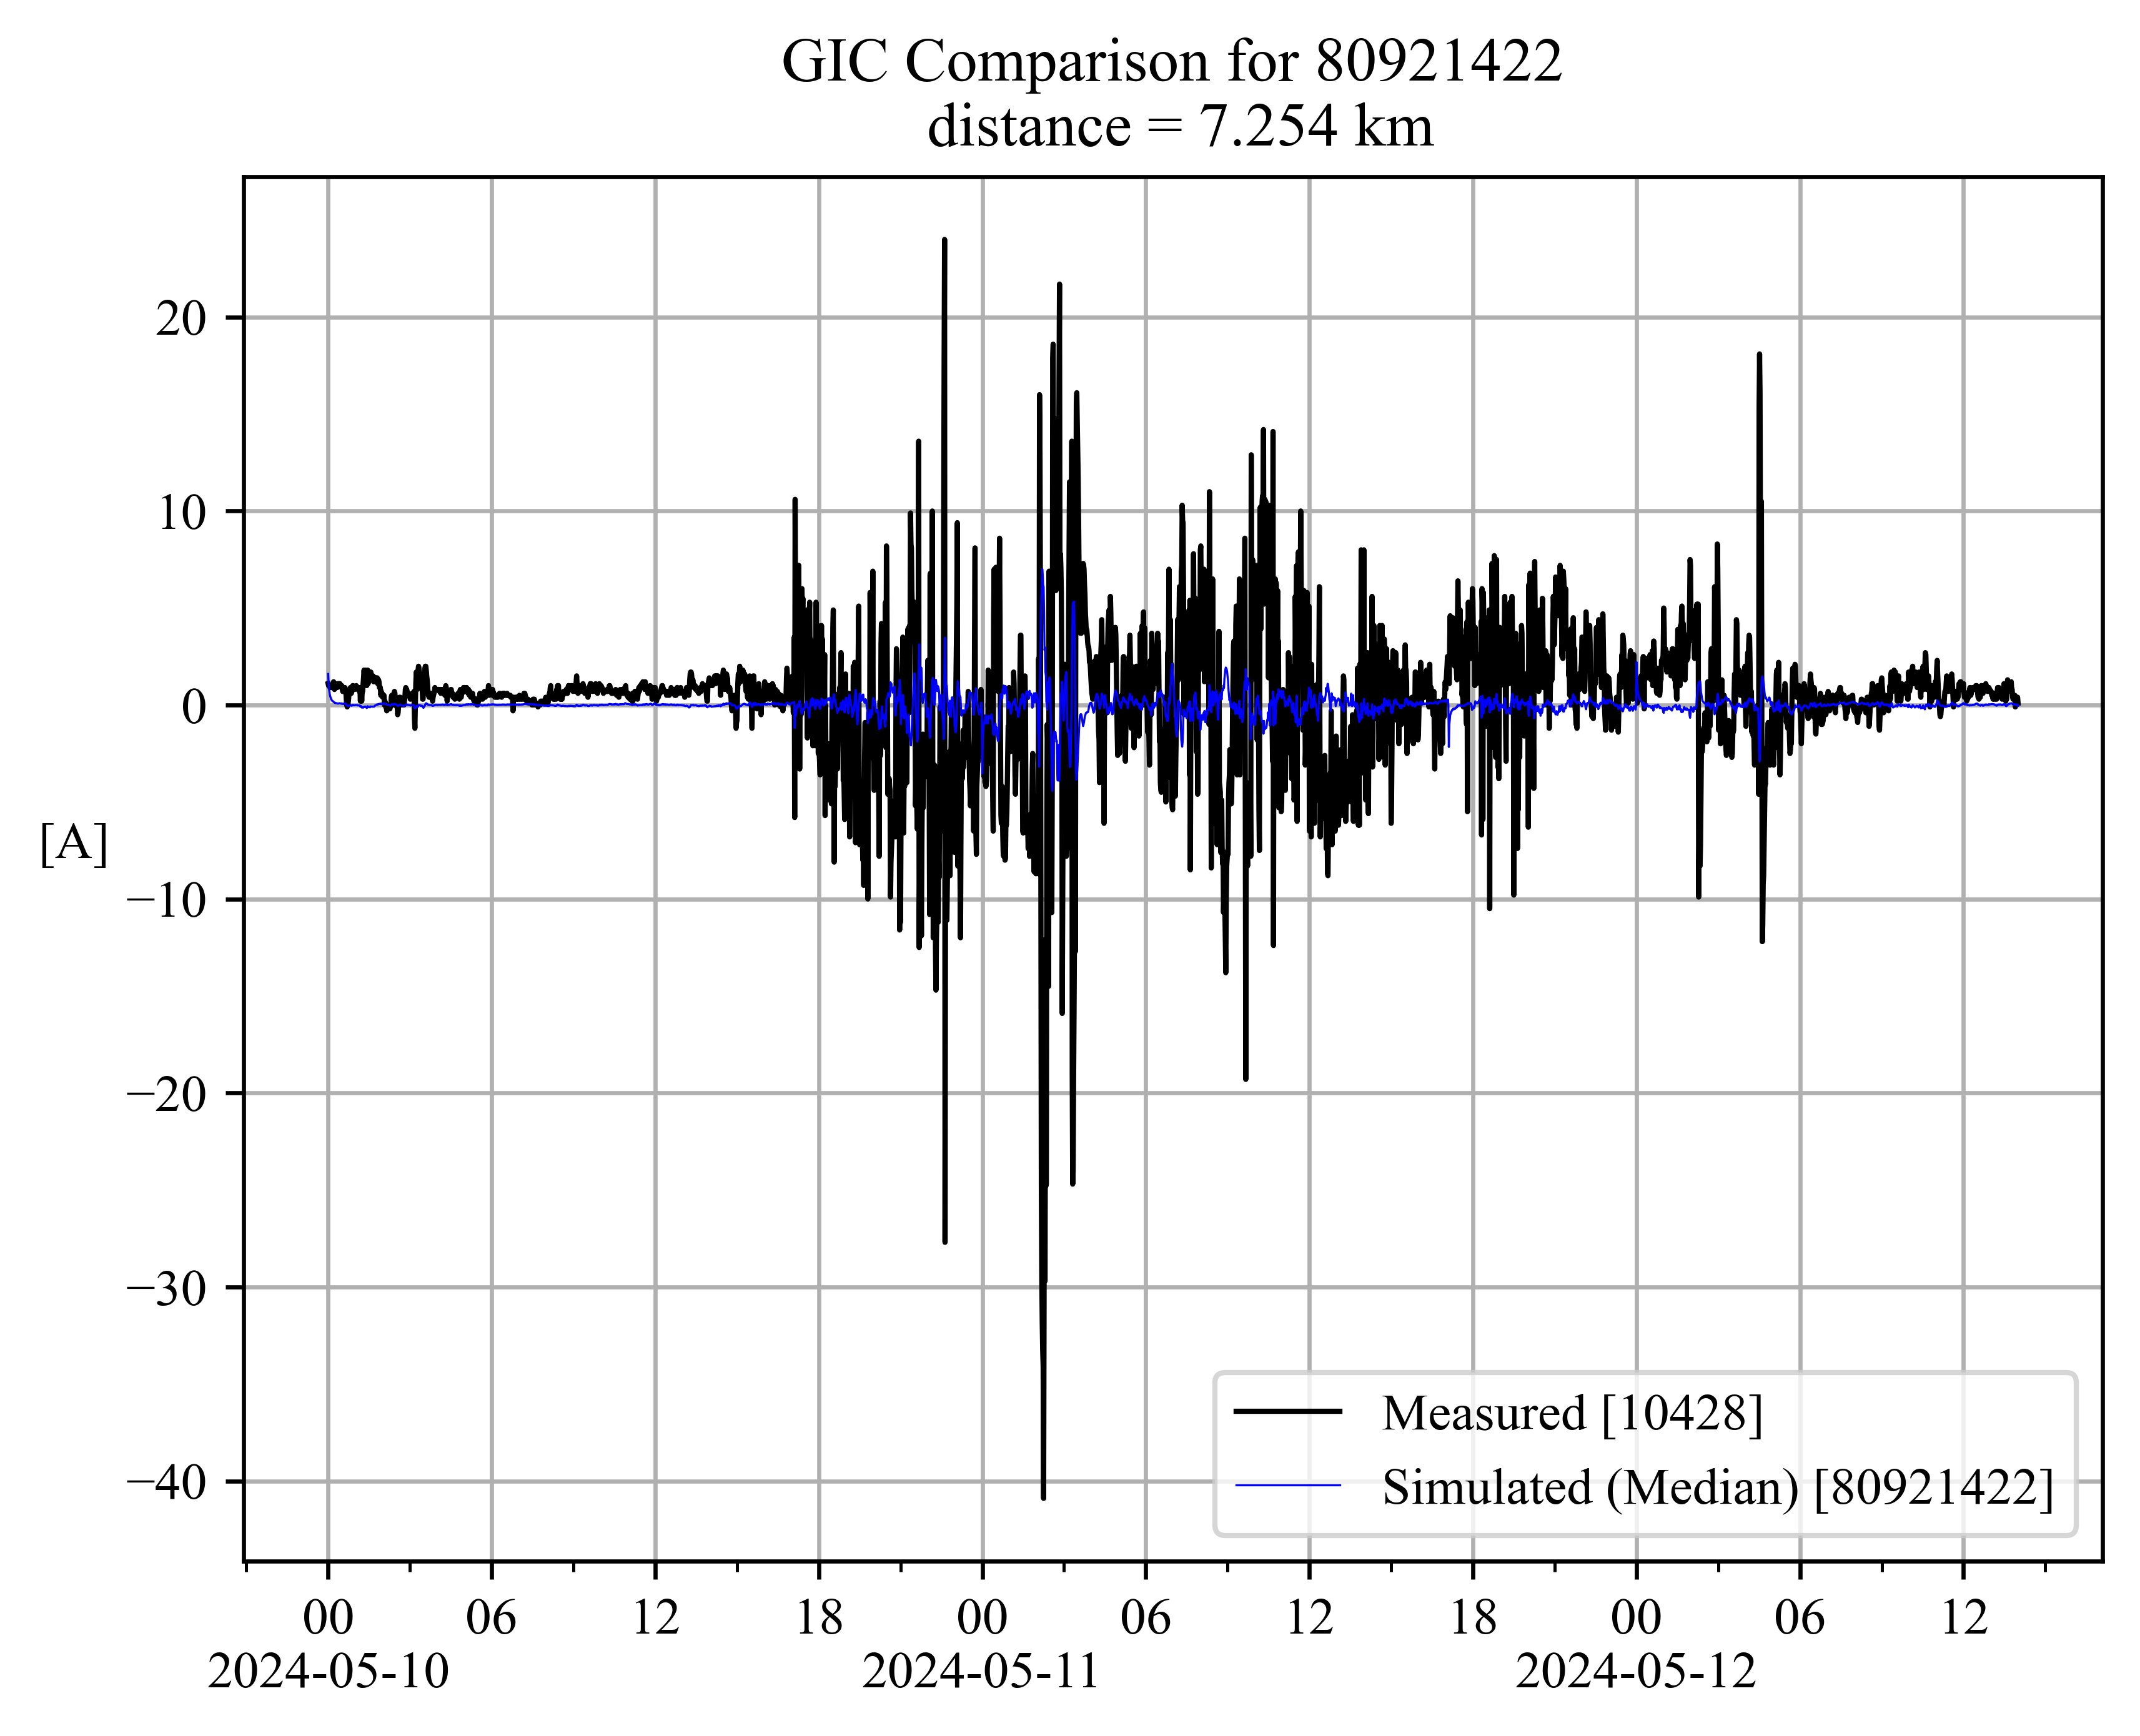 GIC Comparison for 80921422
distance = 7.254 km
20
10
0
−10
−20
−30
−40
[A]
Measured [10428]
Simulated (Median) [80921422]
00 06 12 18 00 06 12 18 00 06 12
2024-05-10 2024-05-11 2024-05-12